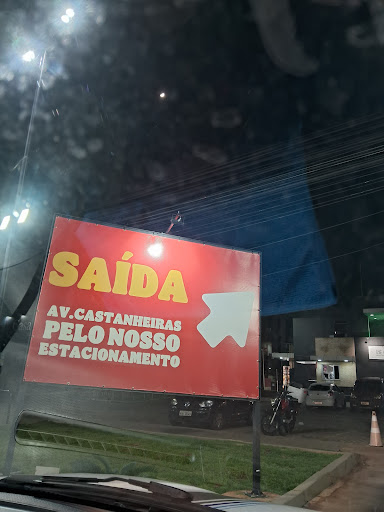 SAÍDA
AV.CASTANHEIRAS
PELO NOSSO
ESTACIONAMENTO